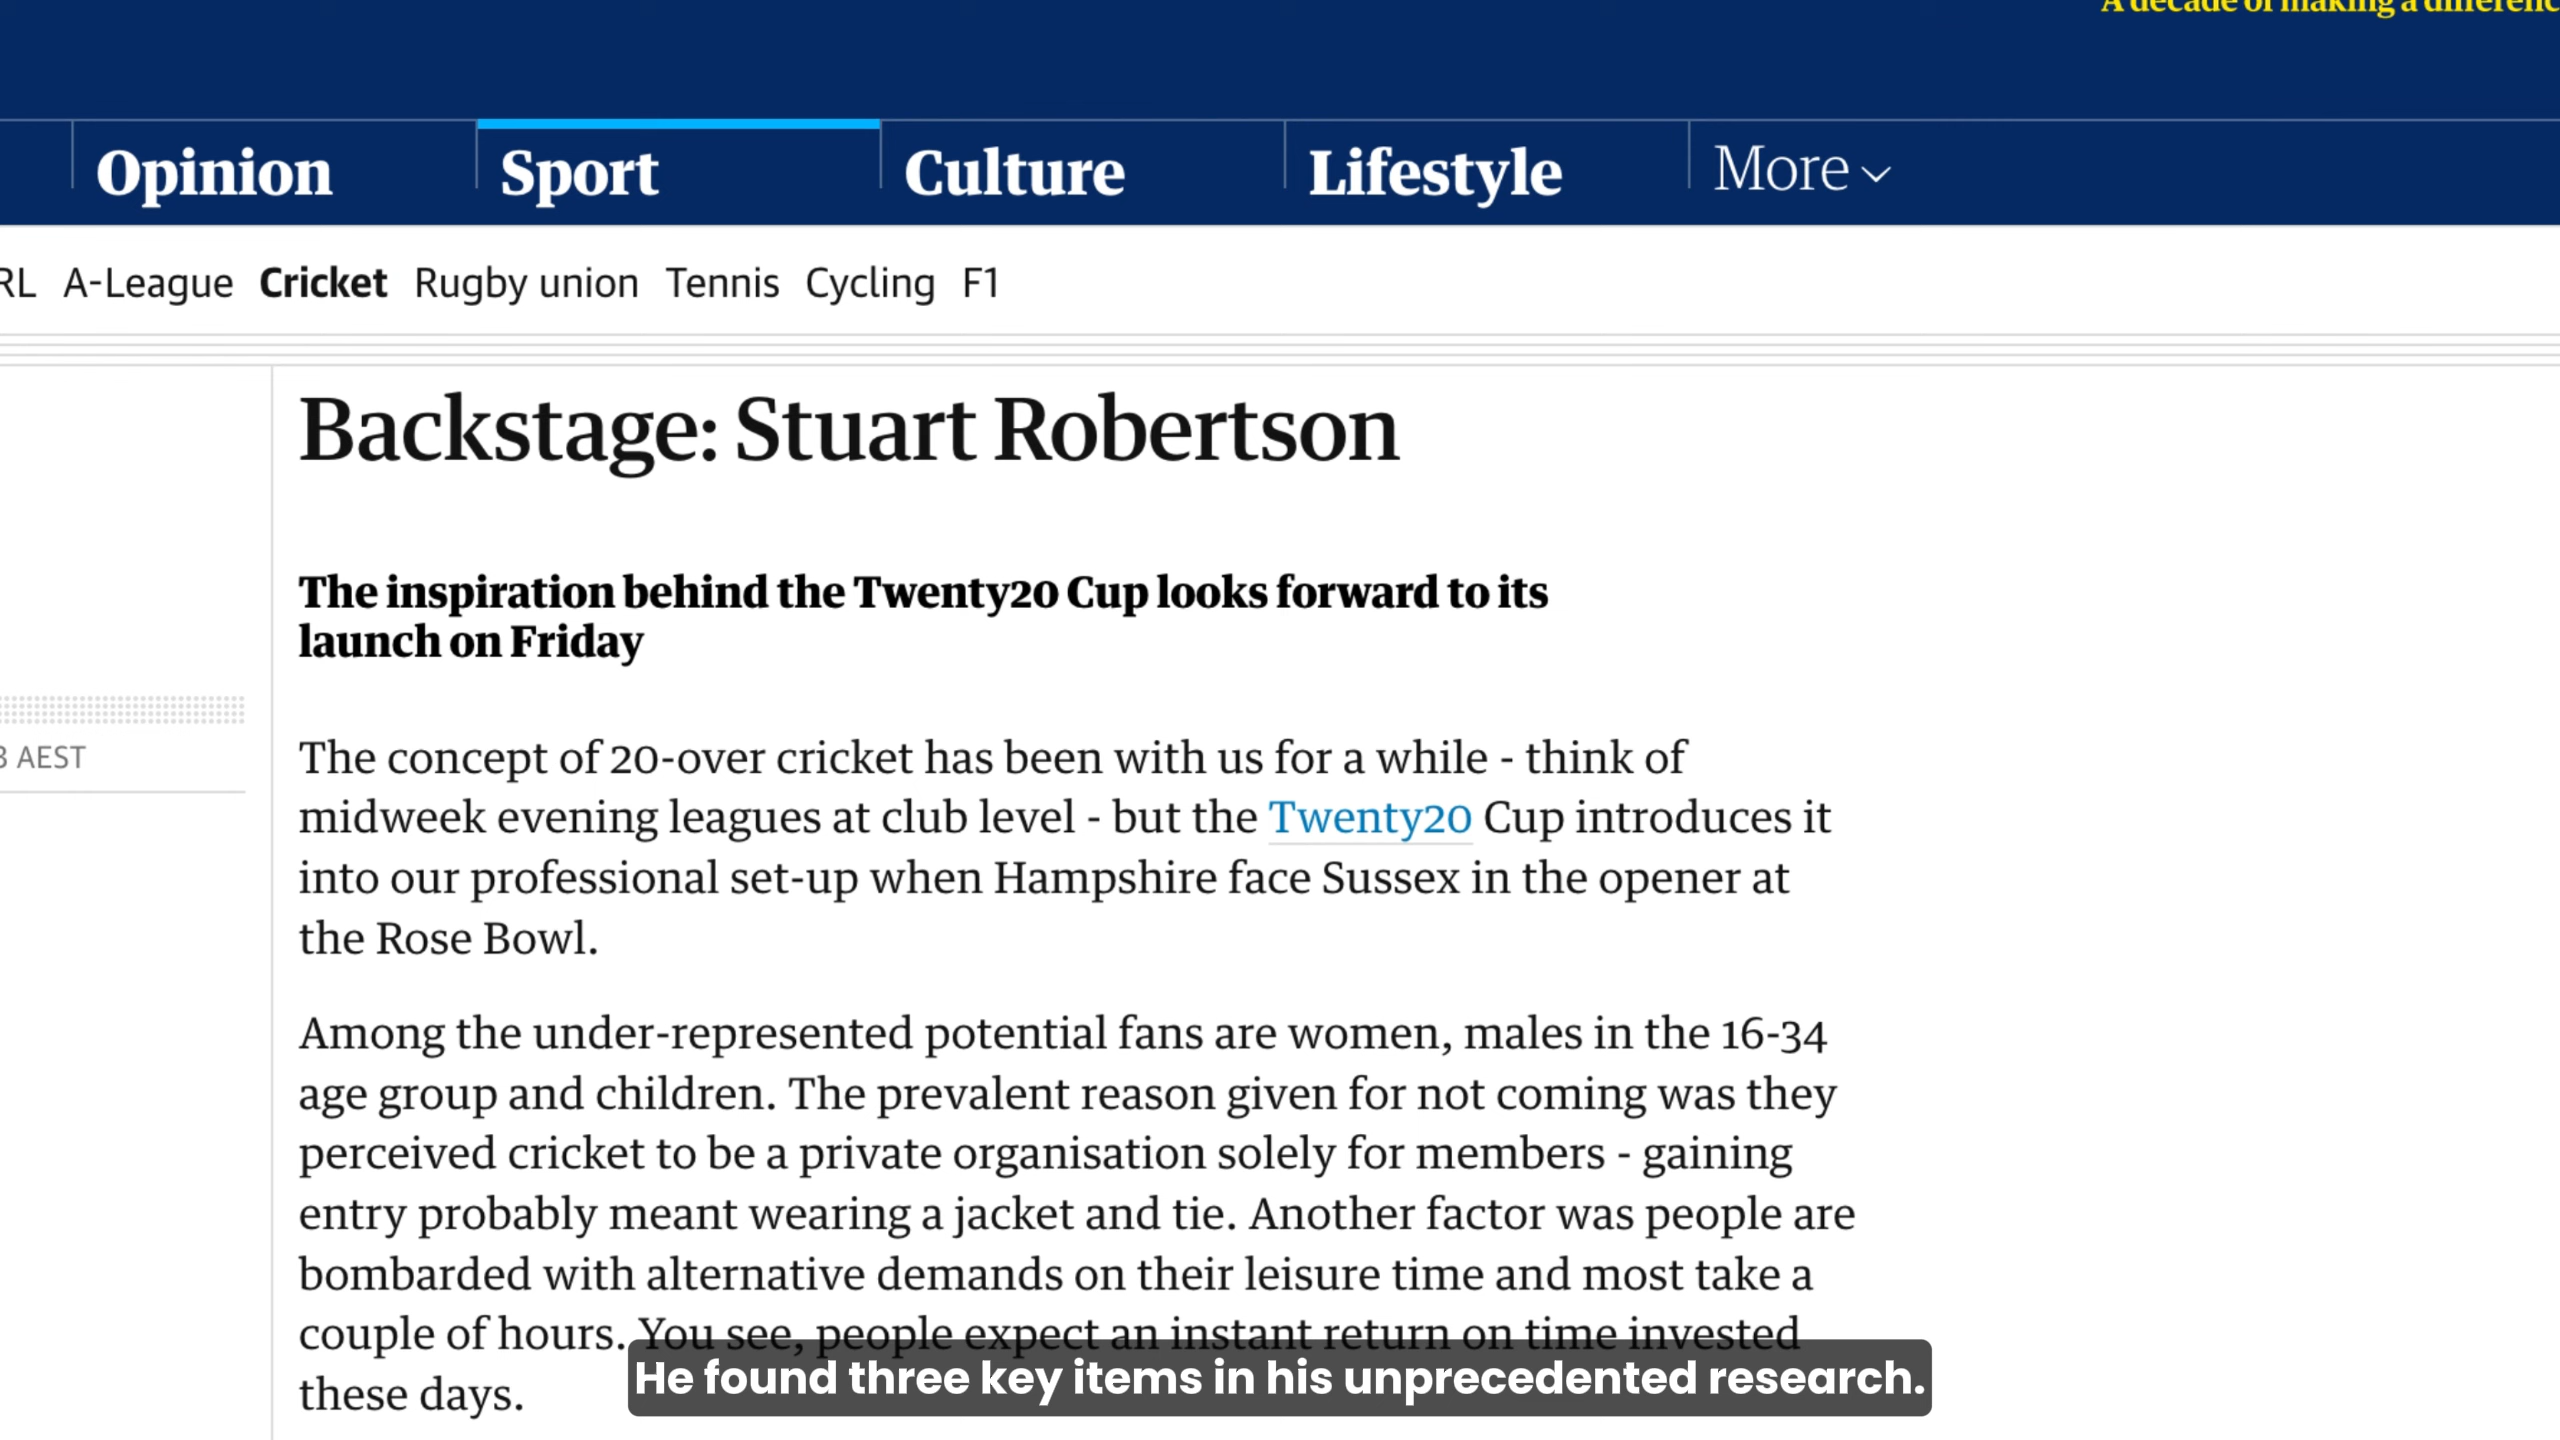 A decade of making a differenc
Opinion
Sport
Culture
Lifestyle
More
RL A-League Cricket Rugby union Tennis Cycling F1
Backstage: Stuart Robertson
The inspiration behind the Twenty20 Cup looks forward to its
launch on Friday
3 AEST
The concept of 20-over cricket has been with us for a while - think of
midweek evening leagues at club level - but the Twenty20 Cup introduces it
into our professional set-up when Hampshire face Sussex in the opener at
the Rose Bowl.
Among the under-represented potential fans are women, males in the 16-34
age group and children. The prevalent reason given for not coming was they
perceived cricket to be a private organisation solely for members - gaining
entry probably meant wearing a jacket and tie. Another factor was people are
bombarded with alternative demands on their leisure time and most take a
couple of hours. You see, people expect an instant return on time invested
these days.
He found three key items in his unprecedented research.